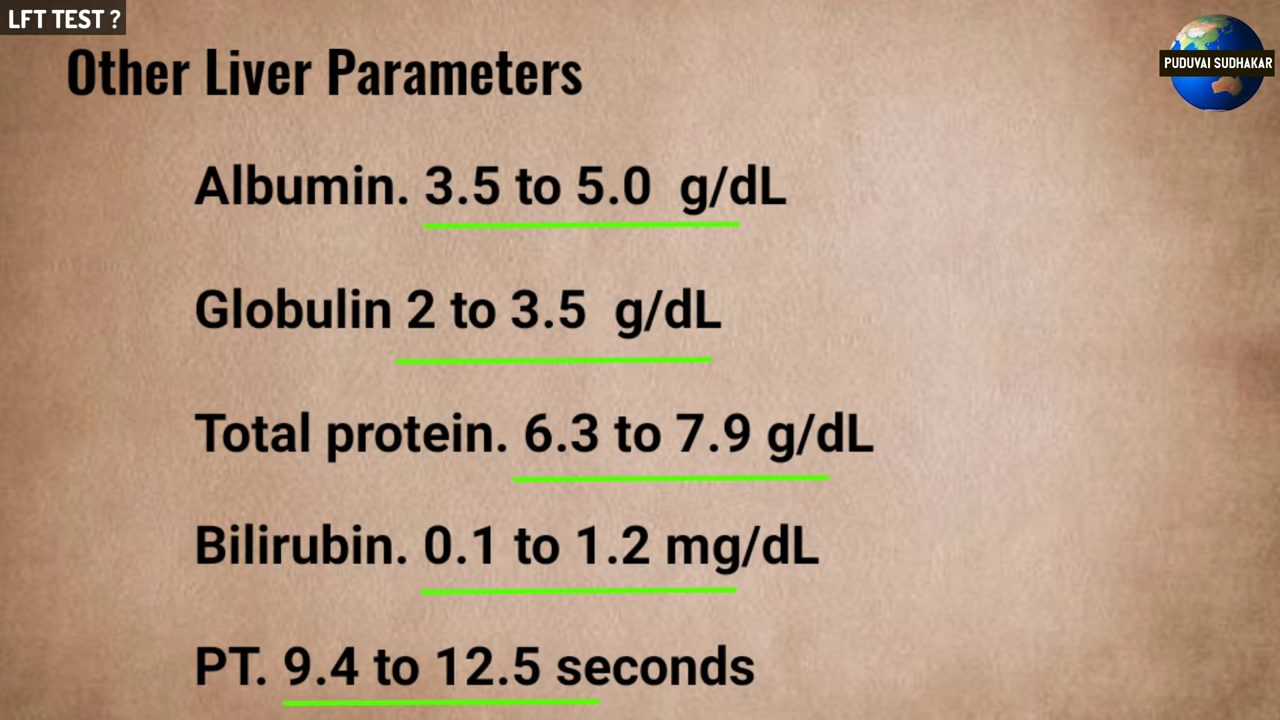 LFT TEST ?
PUDUVAI SUDHAKAR
Other Liver Parameters
Albumin. 3.5 to 5.0 g/dL
Globulin 2 to 3.5 g/dL
Total protein. 6.3 to 7.9 g/dL
Bilirubin. 0.1 to 1.2 mg/dL
PT. 9.4 to 12.5 seconds